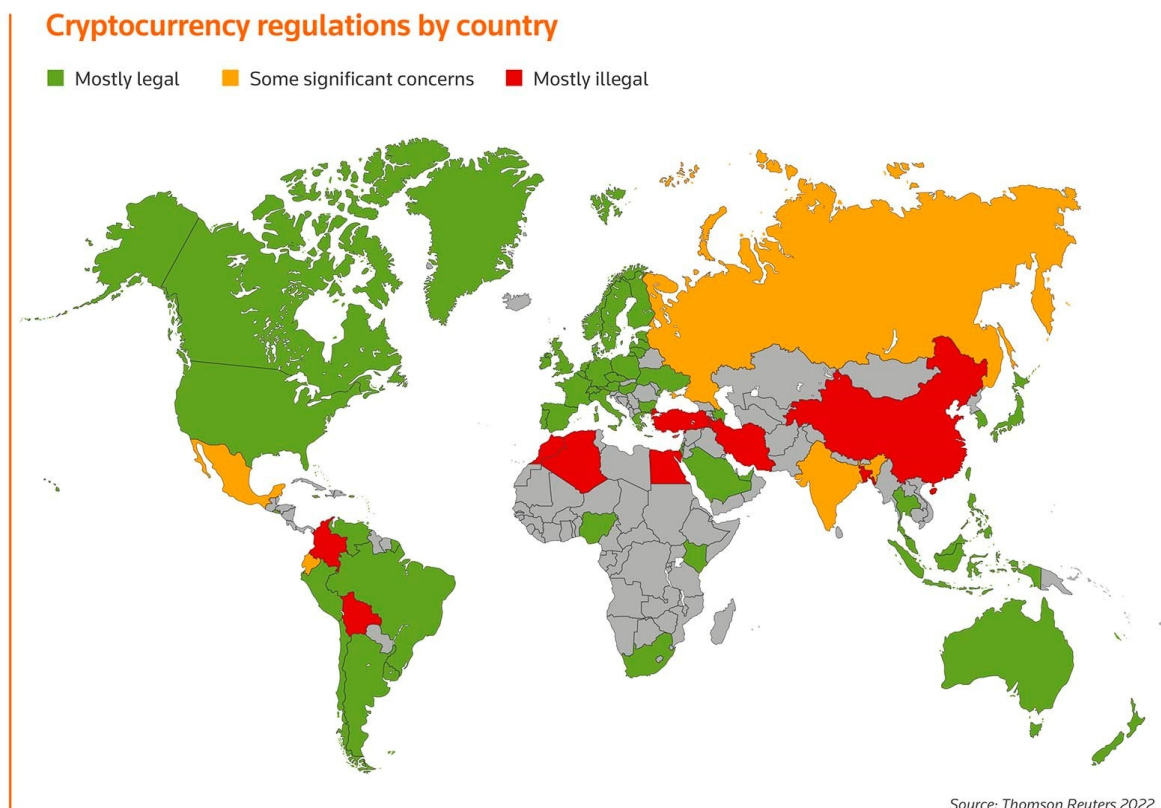 Cryptocurrency regulations by country
Mostly legal Some significant concerns Mostly illegal
Source: Thomson Reuters 2022